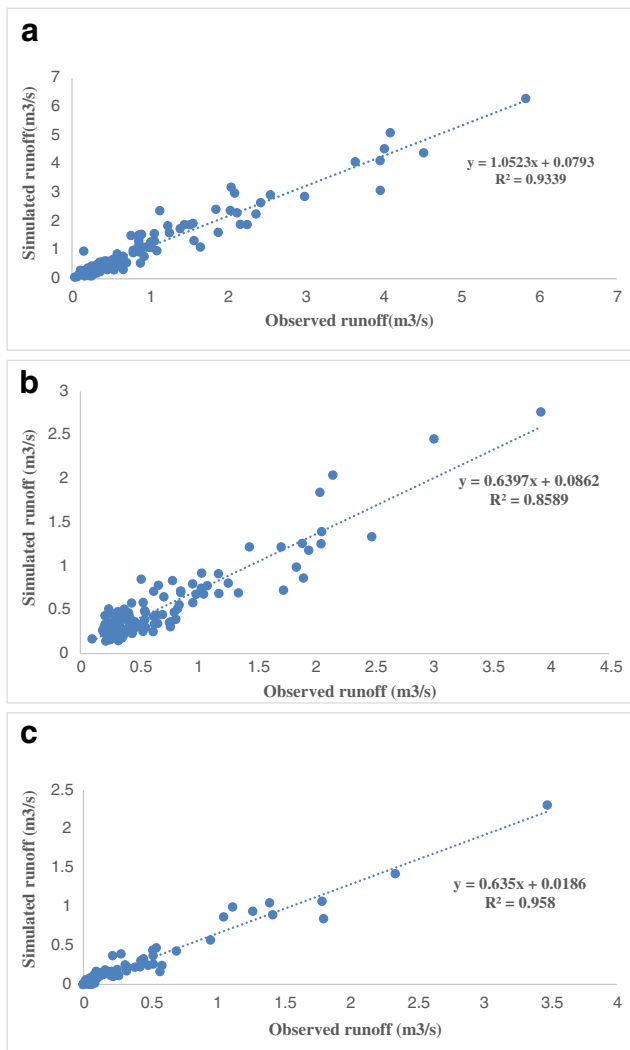 a
Simulated runoff(m3/s)
7
6
5
4
3
2
1
0
y = 1.0523x + 0.0793
R² = 0.9339
0 1 2 3 4 5 6 7
Observed runoff(m3/s)
b
Simulated runoff (m3/s)
3
2.5
2
1.5
1
0.5
0
y = 0.6397x + 0.0862
R² = 0.8589
0 0.5 1 1.5 2 2.5 3 3.5 4 4.5
Observed runoff (m3/s)
c
Simulated runoff (m3/s)
2.5
2
1.5
1
0.5
0
y = 0.635x + 0.0186
R² = 0.958
0 0.5 1 1.5 2 2.5 3 3.5 4
Observed runoff (m3/s)